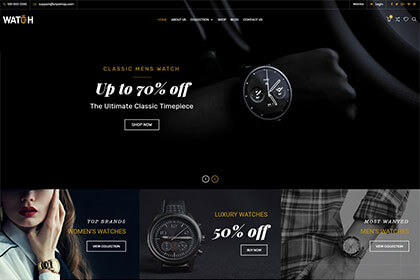 Wishlist Login
WATCH
HOME ABOUT US COLLECTION SHOP BLOG CONTACT US
CLASSIC MENS WATCH
Up to 70% off
The Ultimate Classic Timepiece
SHOP NOW
TOP BRANDS
WOMEN'S WATCHES
VIEW COLLECTION
LUXURY WATCHES
50% off
BUY NOW
MOST WANTED
MEN'S WATCHES
VIEW COLLECTION